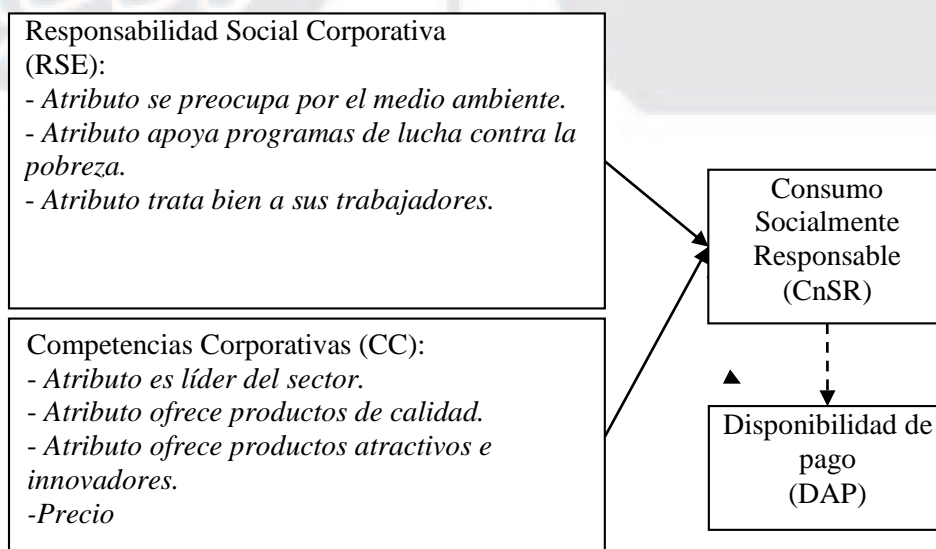 Responsabilidad Social Corporativa
(RSE):
- Atributo se preocupa por el medio ambiente.
- Atributo apoya programas de lucha contra la
pobreza.
- Atributo trata bien a sus trabajadores.
Competencias Corporativas (CC):
- Atributo es líder del sector.
- Atributo ofrece productos de calidad.
- Atributo ofrece productos atractivos e
innovadores.
-Precio
Consumo
Socialmente
Responsable
(CnSR)
Disponibilidad de
pago
(DAP)